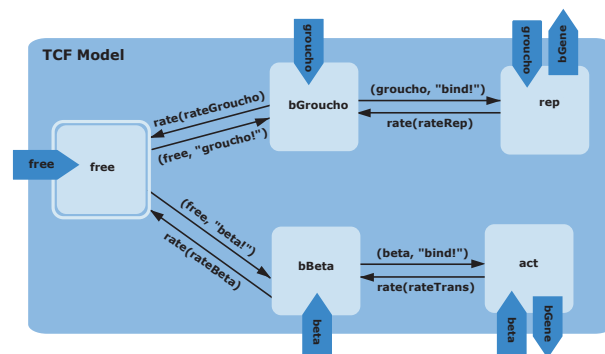 TCF Model
groucho
groucho
bGene
rate(rateGroucho)
(free, "groucho!")
bGroucho
(groucho, "bind!")
rate(rateRep)
rep
free
free
(free, "beta!")
rate(rateBeta)
bBeta
(beta, "bind!")
rate(rateTrans)
act
beta
beta
bGene